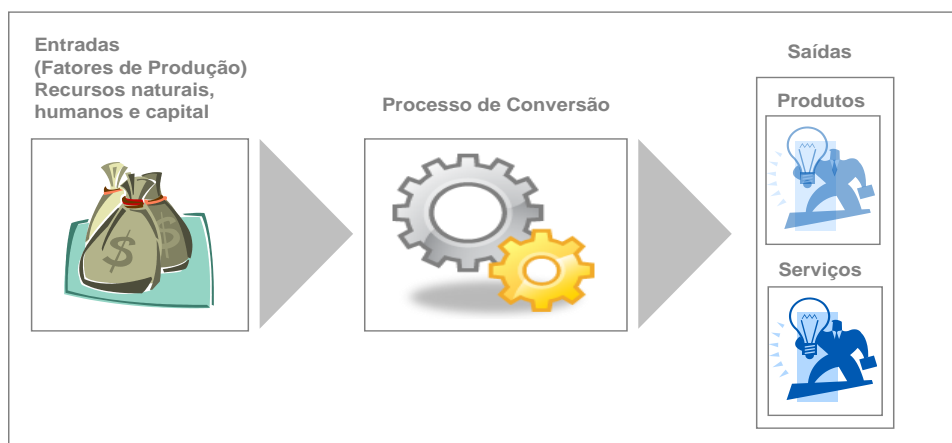 Entradas
(Fatores de Produção)
Recursos naturais,
humanos e capital
Processo de Conversão
Saídas
Produtos
Serviços
$
$